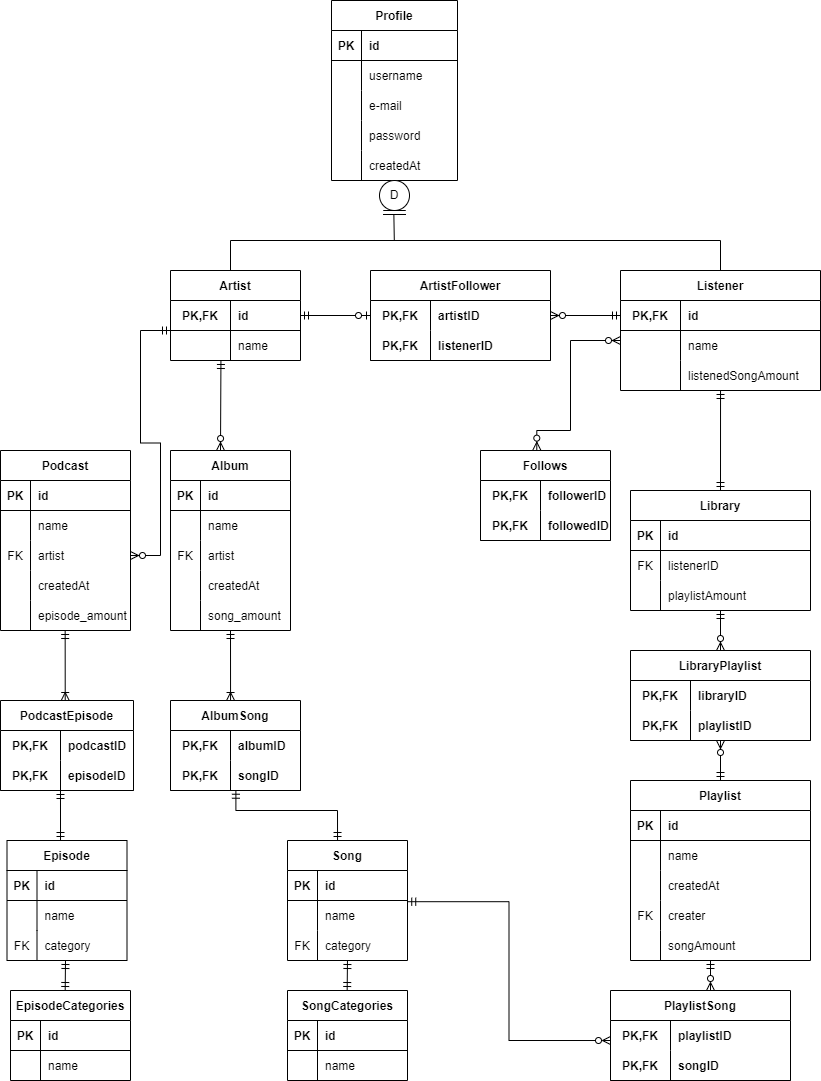 Profile
PK id
username
e-mail
password
createdAt
D
Artist
PK,FK id
name
ArtistFollower
PK,FK artistID
PK,FK listenerID
Listener
PK,FK id
name
listenedSongAmount
Podcast
PK id
name
FK artist
createdAt
episode_amount
Album
PK id
name
FK artist
createdAt
song_amount
Follows
PK,FK followerID
PK,FK followedID
Library
PK id
FK listenerID
playlistAmount
LibraryPlaylist
PK,FK libraryID
PK,FK playlistID
PodcastEpisode
PK,FK podcastID
PK,FK episodeID
AlbumSong
PK,FK albumID
PK,FK songID
Playlist
PK id
name
createdAt
FK creater
songAmount
Episode
PK id
name
FK category
Song
PK id
name
FK category
EpisodeCategories
PK id
name
SongCategories
PK id
name
PlaylistSong
PK,FK playlistID
PK,FK songID